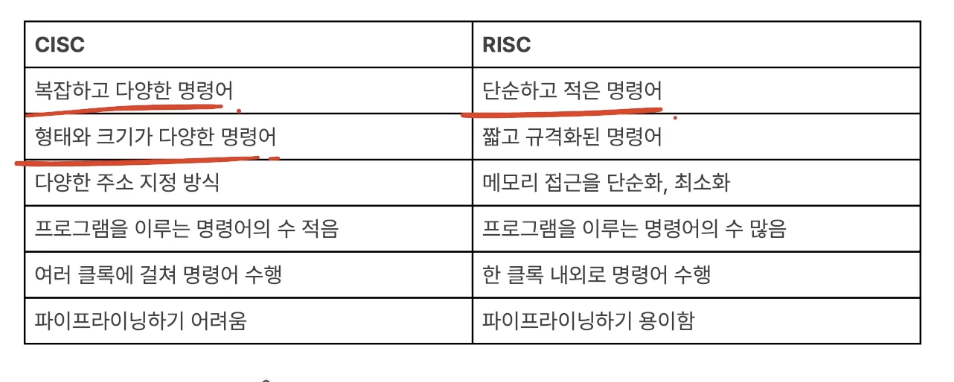 CISC RISC
복잡하고 다양한 명령어 단순하고 적은 명령어
형태와 크기가 다양한 명령어 짧고 규격화된 명령어
다양한 주소 지정 방식 메모리 접근을 단순화, 최소화
프로그램을 이루는 명령어의 수 적음 프로그램을 이루는 명령어의 수 많음
여러 클록에 걸쳐 명령어 수행 한 클록 내외로 명령어 수행
파이프라이닝하기 어려움 파이프라이닝하기 용이함